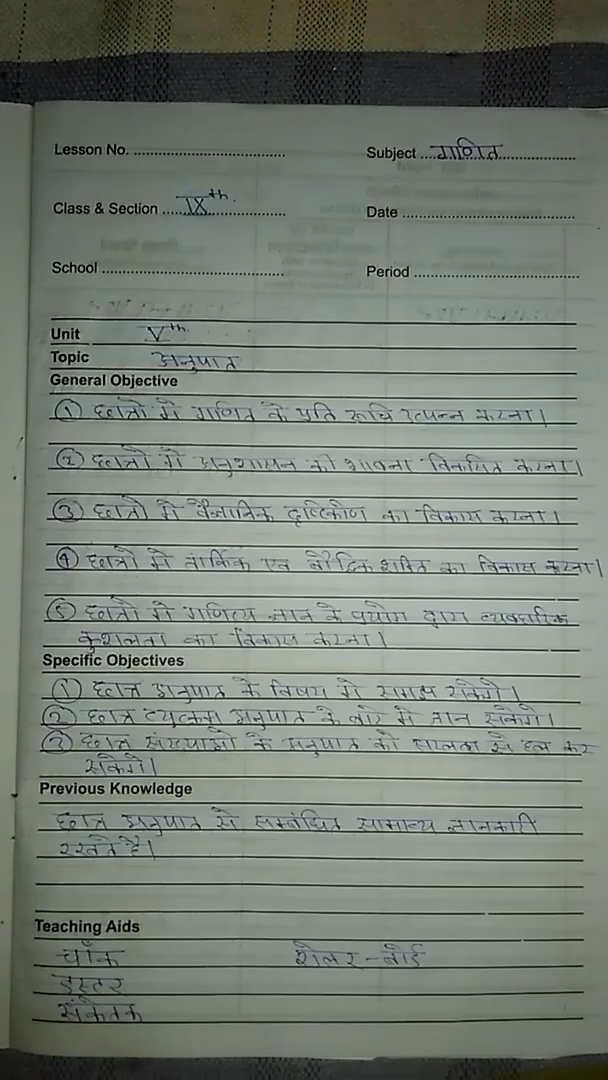 Lesson No. ............ Subject ....गणित............
Class & Section ....IXth............ Date ............
School ............ Period ............
Unit Vth
Topic अनुपात
General Objective
① छात्रों में गणित के प्रति रूचि उत्पन्न करना।
② छात्रों में अनुशासन की भावना विकसित करना।
③ छात्रों में वैज्ञानिक दृष्टिकोण का विकास करना।
④ छात्रों में तार्किक एवं बौद्धिक शक्ति का विकास करना।
⑤ छात्रों में गणितीय ज्ञान के प्रयोग द्वारा व्यवहारिक
कुशलता का विकास करना।
Specific Objectives
① छात्र अनुपात के विषय में समझ सकेंगे।
② छात्र व्युत्क्रम अनुपात के बारे में जान सकेंगे।
③ छात्र संख्याओं के अनुपात को सरलता से हल कर
सकेंगे।
Previous Knowledge
छात्र अनुपात से सम्बंधित सामान्य जानकारी
रखते है।
Teaching Aids
चॉक रोलर-बोर्ड
डस्टर
संकेतक